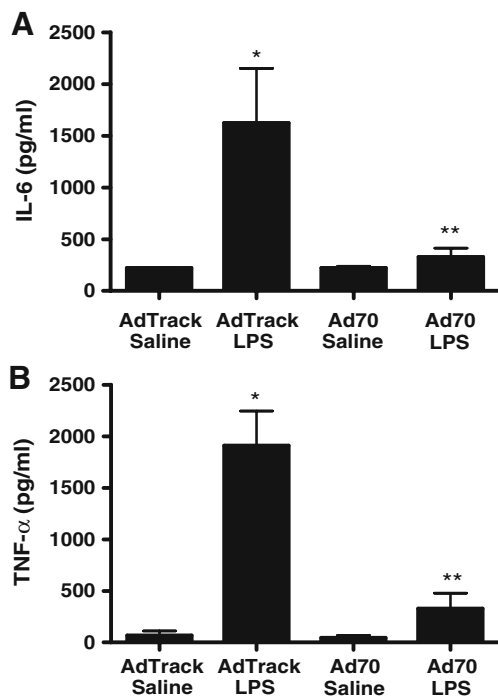 A
2500
2000
1500
1000
500
0
IL-6 (pg/ml)
*
**
AdTrack Saline
AdTrack LPS
Ad70 Saline
Ad70 LPS
B
2500
2000
1500
1000
500
0
TNF-α (pg/ml)
*
**
AdTrack Saline
AdTrack LPS
Ad70 Saline
Ad70 LPS